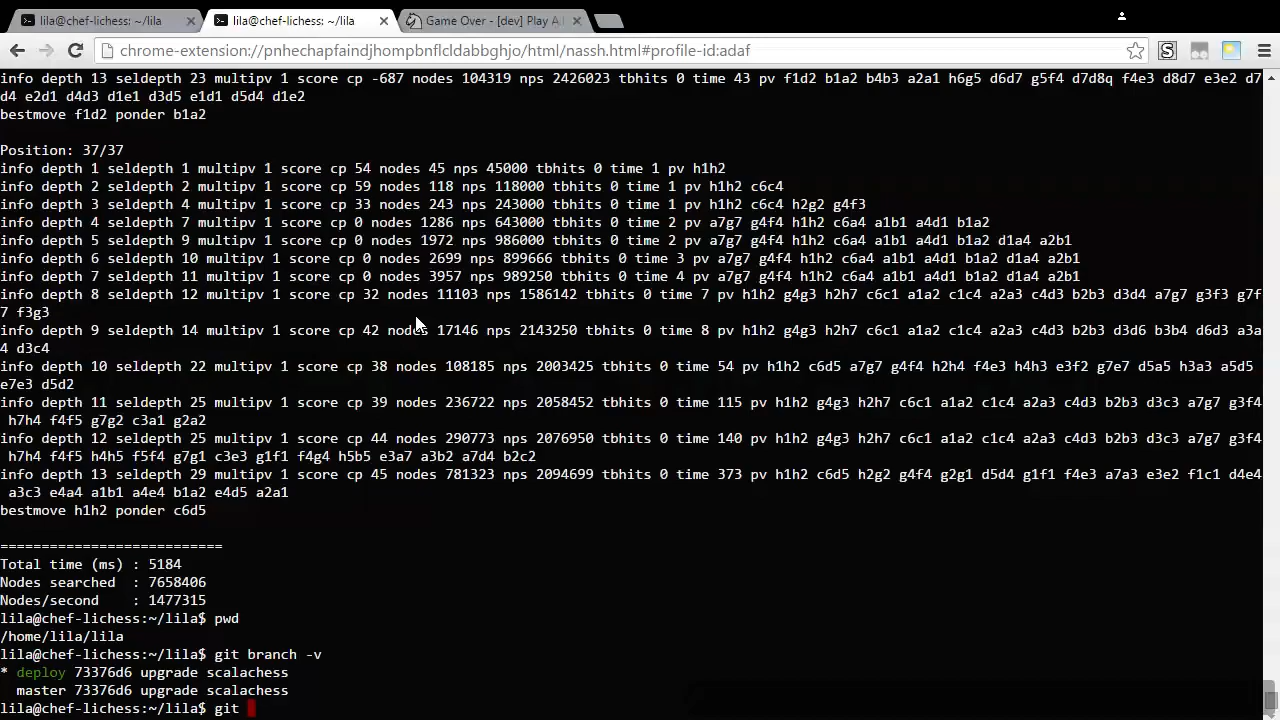 lila@chef-lichess: ~/lila
lila@chef-lichess: ~/lila
Game Over - [dev] Play A
chrome-extension://pnhechapfaindjhompbnflcldabbghjo/html/nassh.html#profile-id:adaf
info depth 13 seldepth 23 multipv 1 score cp -687 nodes 104319 nps 2426023 tbhits 0 time 43 pv f1d2 b1a2 b4b3 a2a1 h6g5 d6d7 g5f4 d7d8q f4e3 d8d7 e3e2 d7
d4 e2d1 d4d3 d1e1 d3d5 e1d1 d5d4 d1e2
bestmove f1d2 ponder b1a2
Position: 37/37
info depth 1 seldepth 1 multipv 1 score cp 54 nodes 45 nps 45000 tbhits 0 time 1 pv h1h2
info depth 2 seldepth 2 multipv 1 score cp 59 nodes 118 nps 118000 tbhits 0 time 1 pv h1h2 c6c4
info depth 3 seldepth 4 multipv 1 score cp 33 nodes 243 nps 243000 tbhits 0 time 1 pv h1h2 c6c4 h2g2 g4f3
info depth 4 seldepth 7 multipv 1 score cp 0 nodes 1286 nps 643000 tbhits 0 time 2 pv a7g7 g4f4 h1h2 c6a4 a1b1 a4d1 b1a2
info depth 5 seldepth 9 multipv 1 score cp 0 nodes 1972 nps 986000 tbhits 0 time 2 pv a7g7 g4f4 h1h2 c6a4 a1b1 a4d1 b1a2 d1a4 a2b1
info depth 6 seldepth 10 multipv 1 score cp 0 nodes 2699 nps 899666 tbhits 0 time 3 pv a7g7 g4f4 h1h2 c6a4 a1b1 a4d1 b1a2 d1a4 a2b1
info depth 7 seldepth 11 multipv 1 score cp 0 nodes 3957 nps 989250 tbhits 0 time 4 pv a7g7 g4f4 h1h2 c6a4 a1b1 a4d1 b1a2 d1a4 a2b1
info depth 8 seldepth 12 multipv 1 score cp 32 nodes 11103 nps 1586142 tbhits 0 time 7 pv h1h2 g4g3 h2h7 c6c1 a1a2 c1c4 a2a3 c4d3 b2b3 d3d4 a7g7 g3f3 g7f
7 f3g3
info depth 9 seldepth 14 multipv 1 score cp 42 nodes 17146 nps 2143250 tbhits 0 time 8 pv h1h2 g4g3 h2h7 c6c1 a1a2 c1c4 a2a3 c4d3 b2b3 d3d6 b3b4 d6d3 a3a
4 d3c4
info depth 10 seldepth 22 multipv 1 score cp 38 nodes 108185 nps 2003425 tbhits 0 time 54 pv h1h2 c6d5 a7g7 g4f4 h2h4 f4e3 h4h3 e3f2 g7e7 d5a5 h3a3 a5d5
e7e3 d5d2
info depth 11 seldepth 25 multipv 1 score cp 39 nodes 236722 nps 2058452 tbhits 0 time 115 pv h1h2 g4g3 h2h7 c6c1 a1a2 c1c4 a2a3 c4d3 b2b3 d3c3 a7g7 g3f4
h7h4 f4f5 g7g2 c3a1 g2a2
info depth 12 seldepth 25 multipv 1 score cp 44 nodes 290773 nps 2076950 tbhits 0 time 140 pv h1h2 g4g3 h2h7 c6c1 a1a2 c1c4 a2a3 c4d3 b2b3 d3c3 a7g7 g3f4
h7h4 f4f5 h4h5 f5f4 g7g1 c3e3 g1f1 f4g4 h5b5 e3a7 a3b2 a7d4 b2c2
info depth 13 seldepth 29 multipv 1 score cp 45 nodes 781323 nps 2094699 tbhits 0 time 373 pv h1h2 c6d5 h2g2 g4f4 g2g1 d5d4 g1f1 f4e3 a7a3 e3e2 f1c1 d4e4
a3c3 e4a4 a1b1 a4e4 b1a2 e4d5 a2a1
bestmove h1h2 ponder c6d5
===========================
Total time (ms) : 5184
Nodes searched  : 7658406
Nodes/second    : 1477315
lila@chef-lichess:~/lila$ pwd
/home/lila/lila
lila@chef-lichess:~/lila$ git branch -v
* deploy 73376d6 upgrade scalachess
master 73376d6 upgrade scalachess
lila@chef-lichess:~/lila$ git